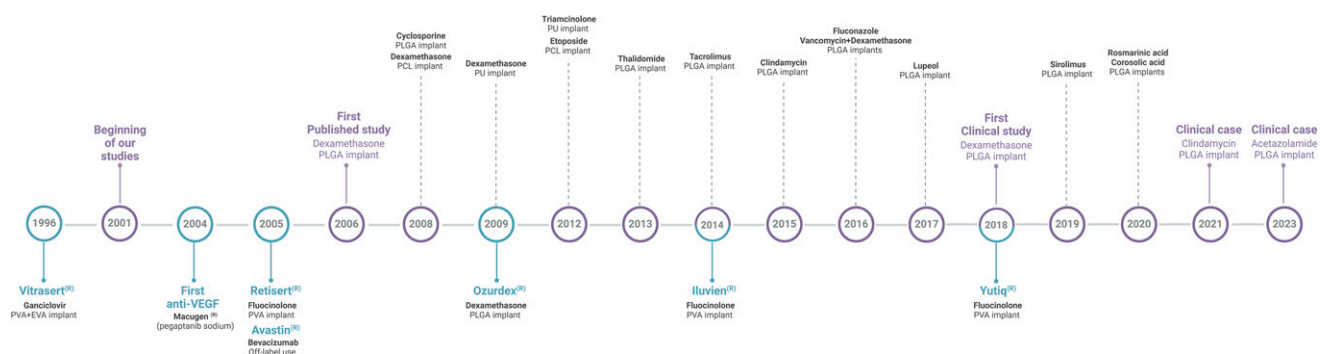 Triamcinolone
PU implant
Etoposide
PCL implant
Cyclosporine
PLGA implant
Dexamethasone
PCL implant
Dexamethasone
PU implant
Thalidomide
PLGA implant
Tacrolimus
PLGA implant
Clindamycin
PLGA implant
Fluconazole
Vancomycin+Dexamethasone
PLGA implants
Lupeol
PLGA implant
Sirolimus
PLGA implant
Rosmarinic acid
Corosolic acid
PLGA implants
Beginning
of our
studies
First
Published study
Dexamethasone
PLGA implant
First
Clinical study
Dexamethasone
PLGA implant
Clinical case
Clindamycin
PLGA implant
Clinical case
Acetazolamide
PLGA implant
1996
2001
2004
2005
2006
2008
2009
2012
2013
2014
2015
2016
2017
2018
2019
2020
2021
2023
Vitrasert(R)
Ganciclovir
PVA+EVA implant
First
anti-VEGF
Macugen (R)
(pegaptanib sodium)
Retisert(R)
Fluocinolone
PVA implant
Avastin(R)
Bevacizumab
Off-label use
Ozurdex(R)
Dexamethasone
PLGA implant
Iluvien(R)
Fluocinolone
PVA implant
Yutiq(R)
Fluocinolone
PVA implant